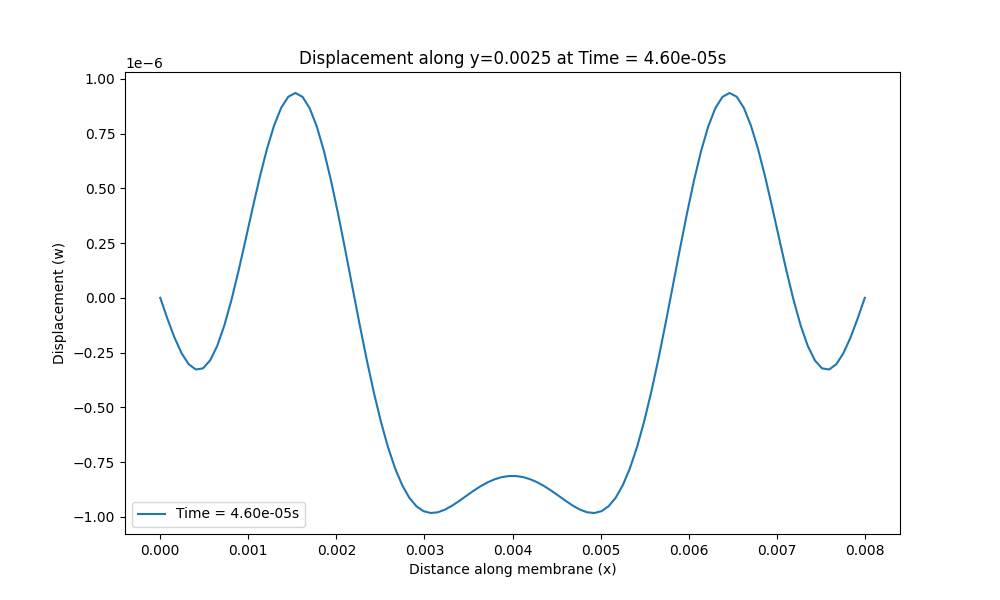 Displacement along y=0.0025 at Time = 4.60e-05s
1e−6
1.00
0.75
0.50
0.25
0.00
−0.25
−0.50
−0.75
−1.00
Displacement (w)
Time = 4.60e-05s
0.000 0.001 0.002 0.003 0.004 0.005 0.006 0.007 0.008
Distance along membrane (x)